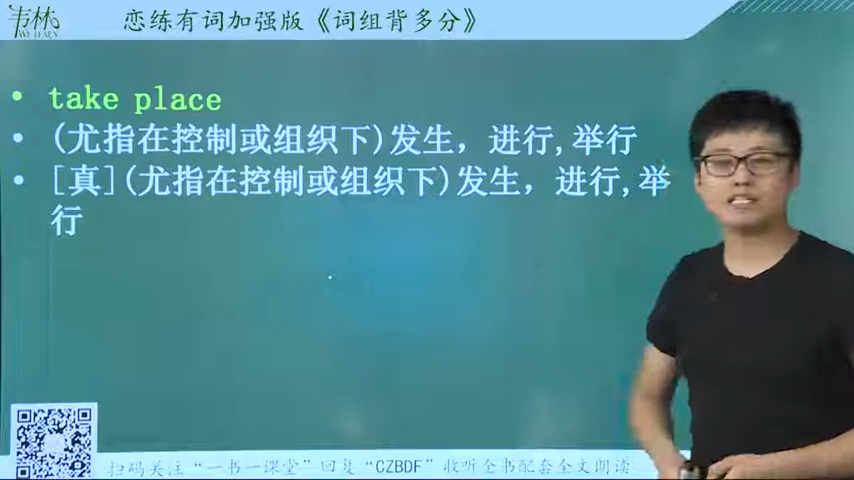 韦林
WE LEARN
恋练有词加强版《词组背多分》
• take place
• (尤指在控制或组织下)发生，进行,举行
• [真](尤指在控制或组织下)发生，进行,举
行
扫码关注“一书一课堂”回复“CZBDF”收听全书配套全文朗读